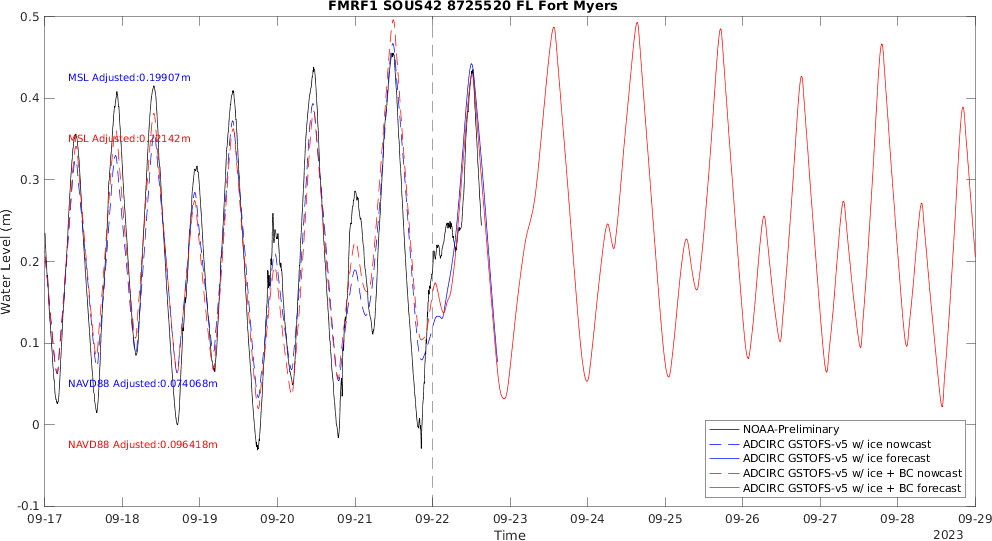 FMRF1 SOUS42 8725520 FL Fort Myers
0.5
0.4
0.3
0.2
0.1
0
-0.1
Water Level (m)
MSL Adjusted:0.19907m
MSL Adjusted:0.22142m
NAVD88 Adjusted:0.074068m
NAVD88 Adjusted:0.096418m
NOAA-Preliminary
ADCIRC GSTOFS-v5 w/ ice nowcast
ADCIRC GSTOFS-v5 w/ ice forecast
ADCIRC GSTOFS-v5 w/ ice + BC nowcast
ADCIRC GSTOFS-v5 w/ ice + BC forecast
09-17 09-18 09-19 09-20 09-21 09-22 09-23 09-24 09-25 09-26 09-27 09-28 09-29
Time
2023